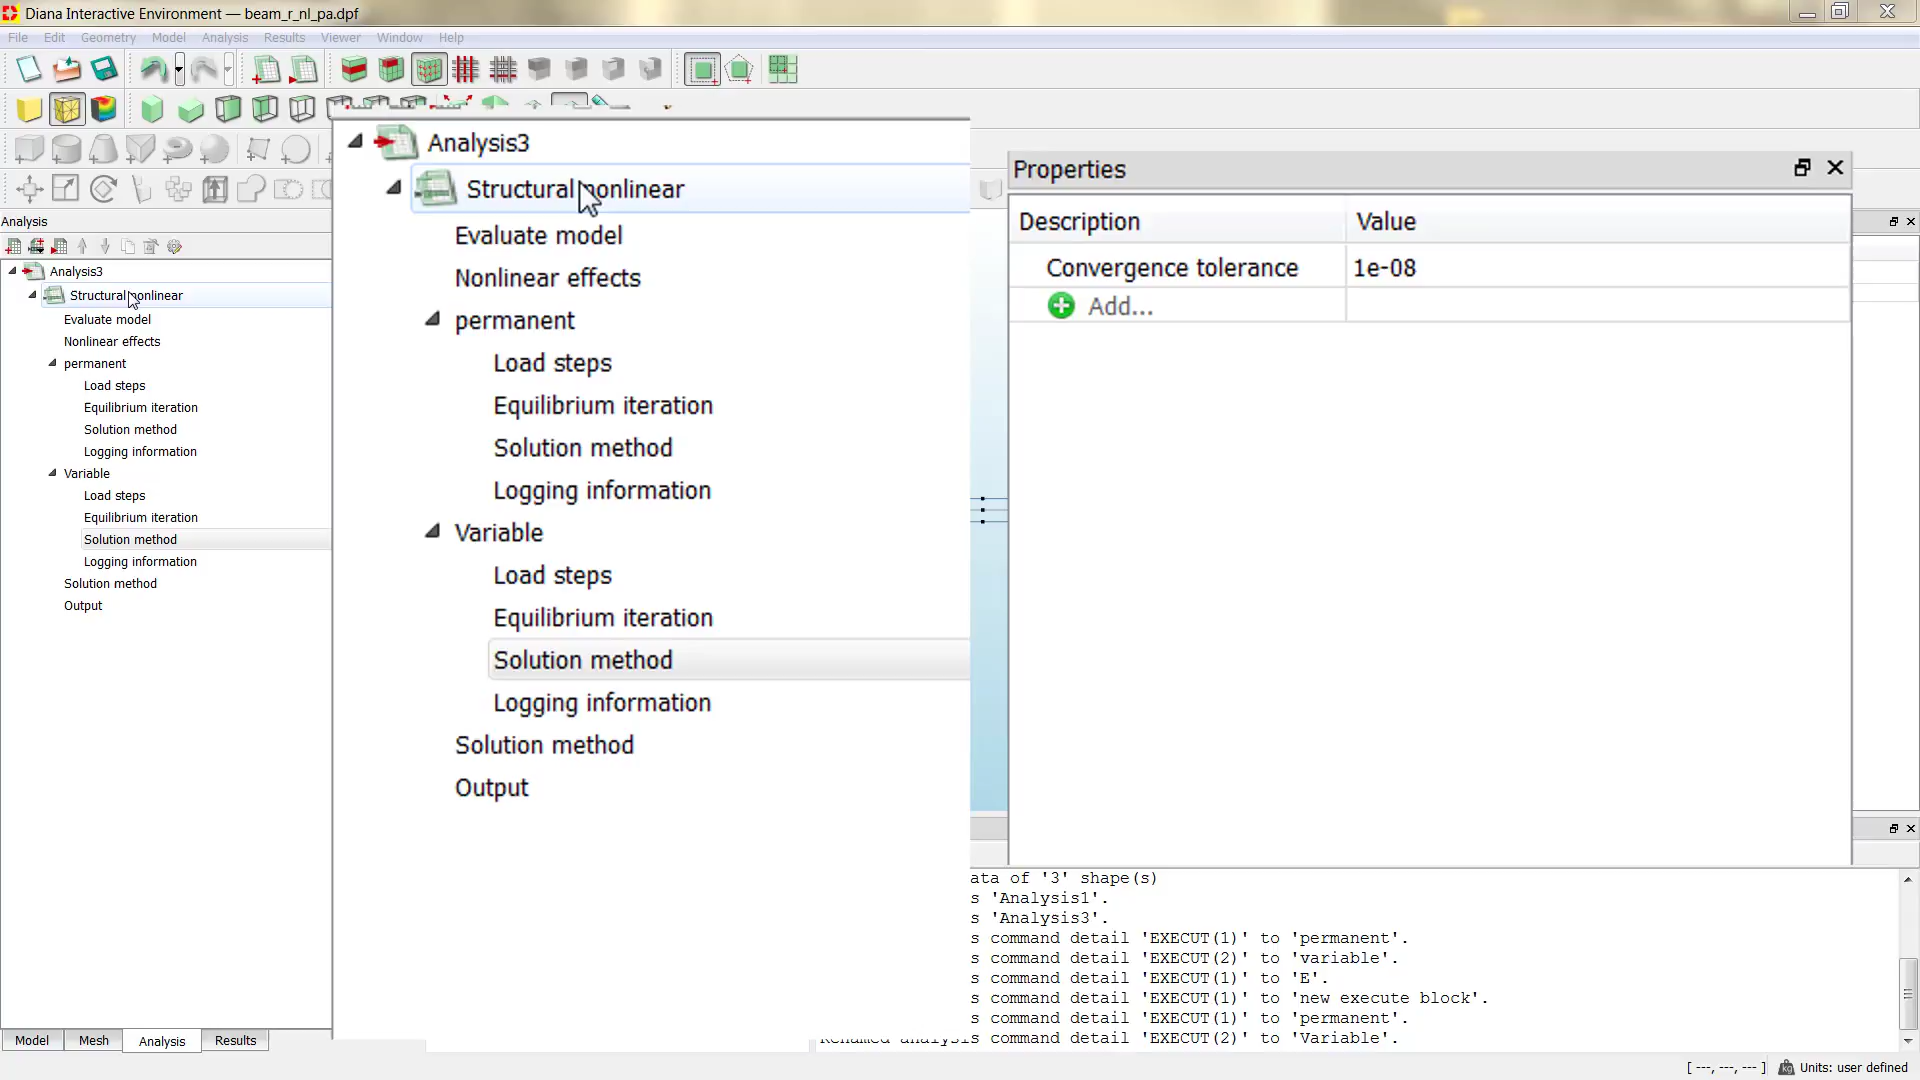 Diana Interactive Environment — beam_r_nl_pa.dpf
File Edit Geometry Model Analysis Results Viewer Window Help
Analysis
Analysis3
Structural nonlinear
Evaluate model
Nonlinear effects
permanent
Load steps
Equilibrium iteration
Solution method
Logging information
Variable
Load steps
Equilibrium iteration
Solution method
Logging information
Solution method
Output
Analysis3
Structural nonlinear
Evaluate model
Nonlinear effects
permanent
Load steps
Equilibrium iteration
Solution method
Logging information
Variable
Load steps
Equilibrium iteration
Solution method
Logging information
Solution method
Output
Properties
Description Value
Convergence tolerance 1e-08
Add...
ata of '3' shape(s)
s 'Analysis1'.
s 'Analysis3'.
s command detail 'EXECUT(1)' to 'permanent'.
s command detail 'EXECUT(2)' to 'variable'.
s command detail 'EXECUT(1)' to 'E'.
s command detail 'EXECUT(1)' to 'new execute block'.
s command detail 'EXECUT(1)' to 'permanent'.
Renamed analysis command detail 'EXECUT(2)' to 'Variable'.
Model Mesh Analysis Results
[ ---, ---, --- ] kg Units: user defined